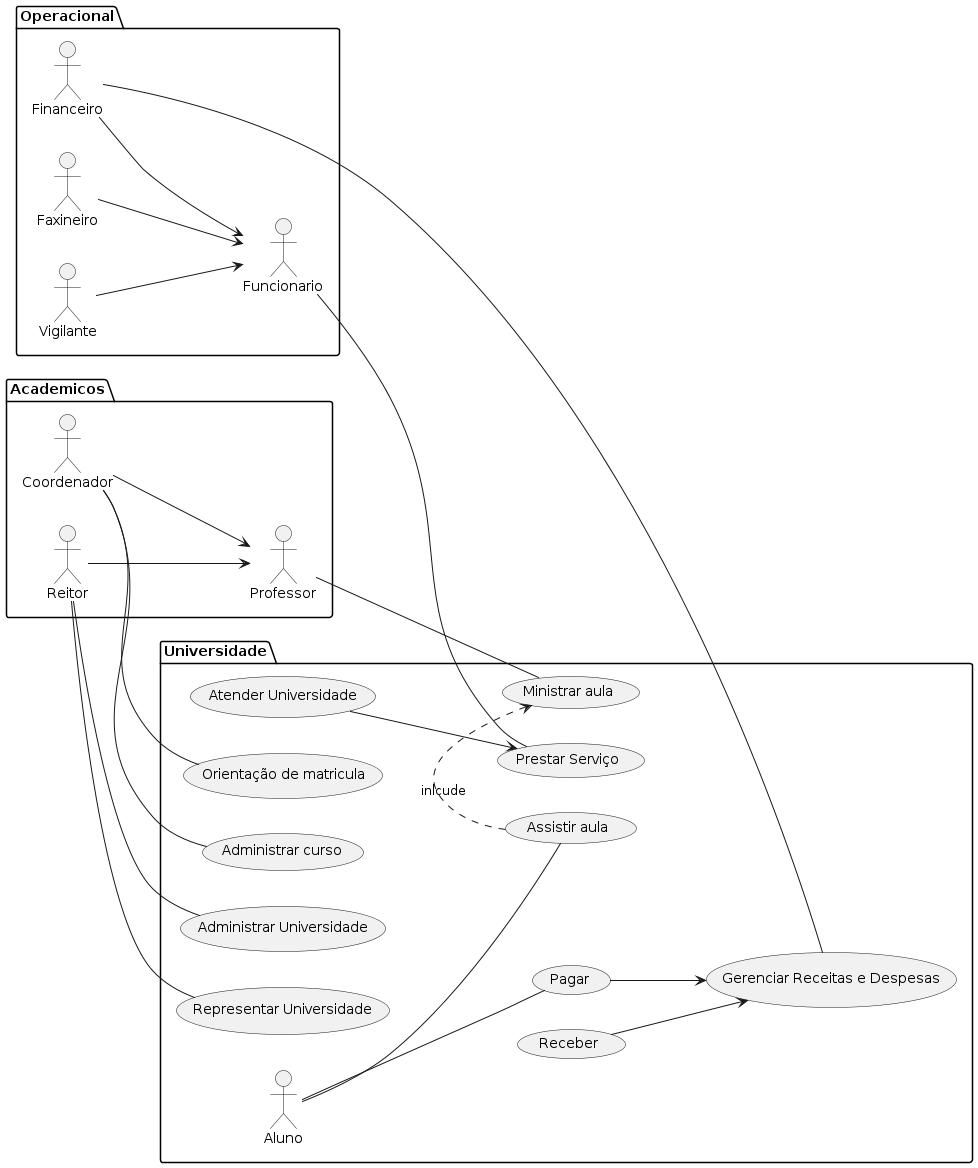 Operacional
Financeiro
Faxineiro
Funcionario
Vigilante
Academicos
Coordenador
Reitor
Professor
Universidade
Atender Universidade
Ministrar aula
Prestar Serviço
Orientação de matricula
inlcude
Assistir aula
Administrar curso
Administrar Universidade
Pagar
Gerenciar Receitas e Despesas
Representar Universidade
Receber
Aluno